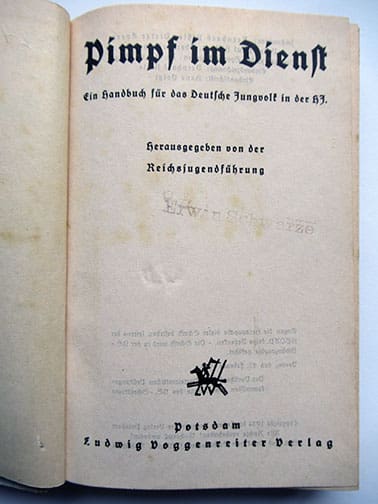 Pimpf im Dienst
Ein Handbuch für das Deutsche Jungvolk in der HJ.
Herausgegeben von der
Reichsjugendführung
Erwin Schwarze
Potsdam
Ludwig Voggenreiter Verlag